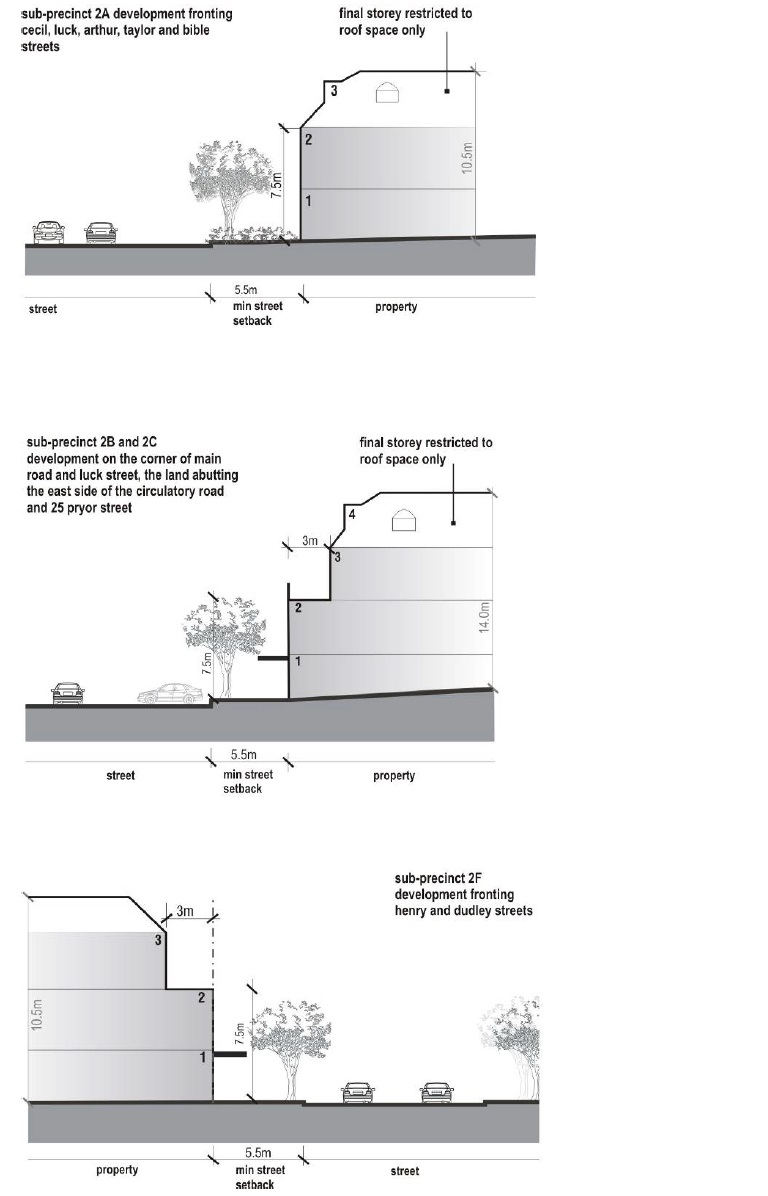 sub-precinct 2A development fronting
cecil, luck, arthur, taylor and bible
streets
final storey restricted to
roof space only
3
2
1
7.5m
10.5m
5.5m
street
min street
setback
property
sub-precinct 2B and 2C
development on the corner of main
road and luck street, the land abutting
the east side of the circulatory road
and 25 pryor street
final storey restricted to
roof space only
4
3m
3
2
1
7.5m
14.0m
5.5m
street
min street
setback
property
sub-precinct 2F
development fronting
henry and dudley streets
3m
3
2
1
10.5m
7.5m
5.5m
property
min street
setback
street